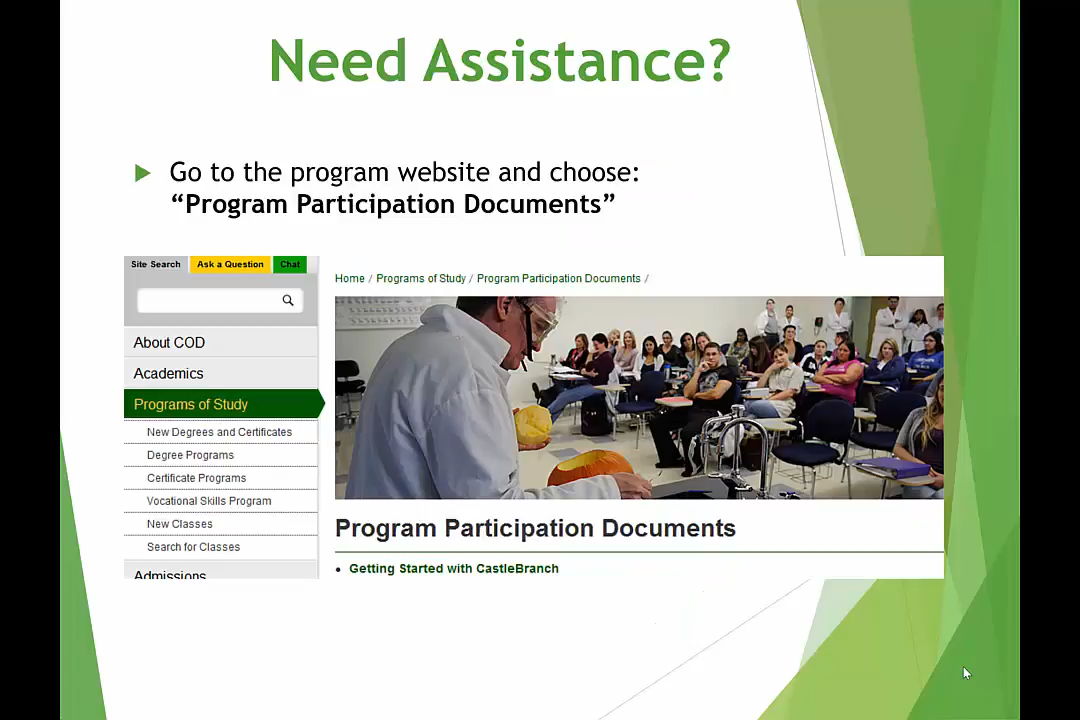 Need Assistance?
Go to the program website and choose:
“Program Participation Documents”
Site Search
Ask a Question
Chat
About COD
Academics
Programs of Study
New Degrees and Certificates
Degree Programs
Certificate Programs
Vocational Skills Program
New Classes
Search for Classes
Admissions
Home / Programs of Study / Program Participation Documents /
Program Participation Documents
• Getting Started with CastleBranch